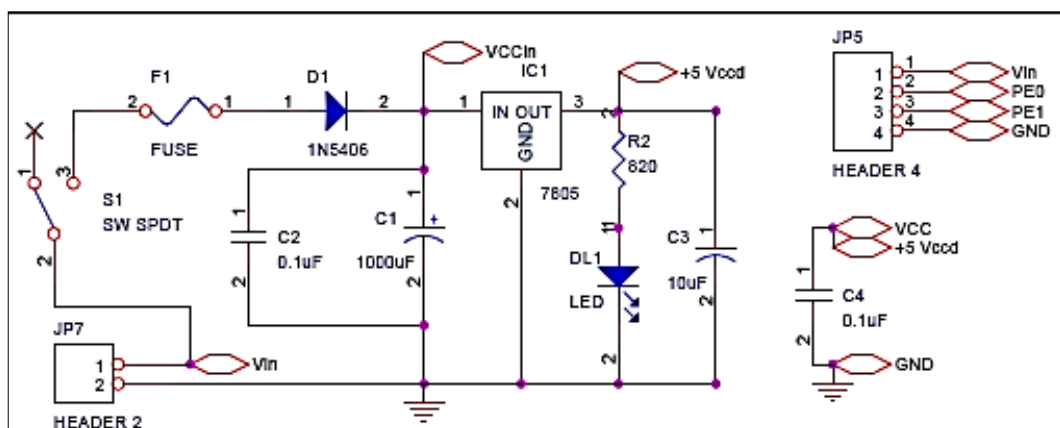 F1
2
1
FUSE
D1
1
2
1N5406
VCCIn
IC1
1
IN OUT
GND
3
7805
2
+5 Vccd
2
R2
820
1
3
S1
SW SPDT
2
1
C2
0.1uF
2
1
C1
+
1000uF
2
11
DL1
LED
2
1
C3
10uF
2
JP5
1 1 Vin
2 2 PE0
3 3 PE1
4 4 GND
HEADER 4
VCC
+5 Vccd
1
C4
0.1uF
2
GND
JP7
1
2
Vin
HEADER 2